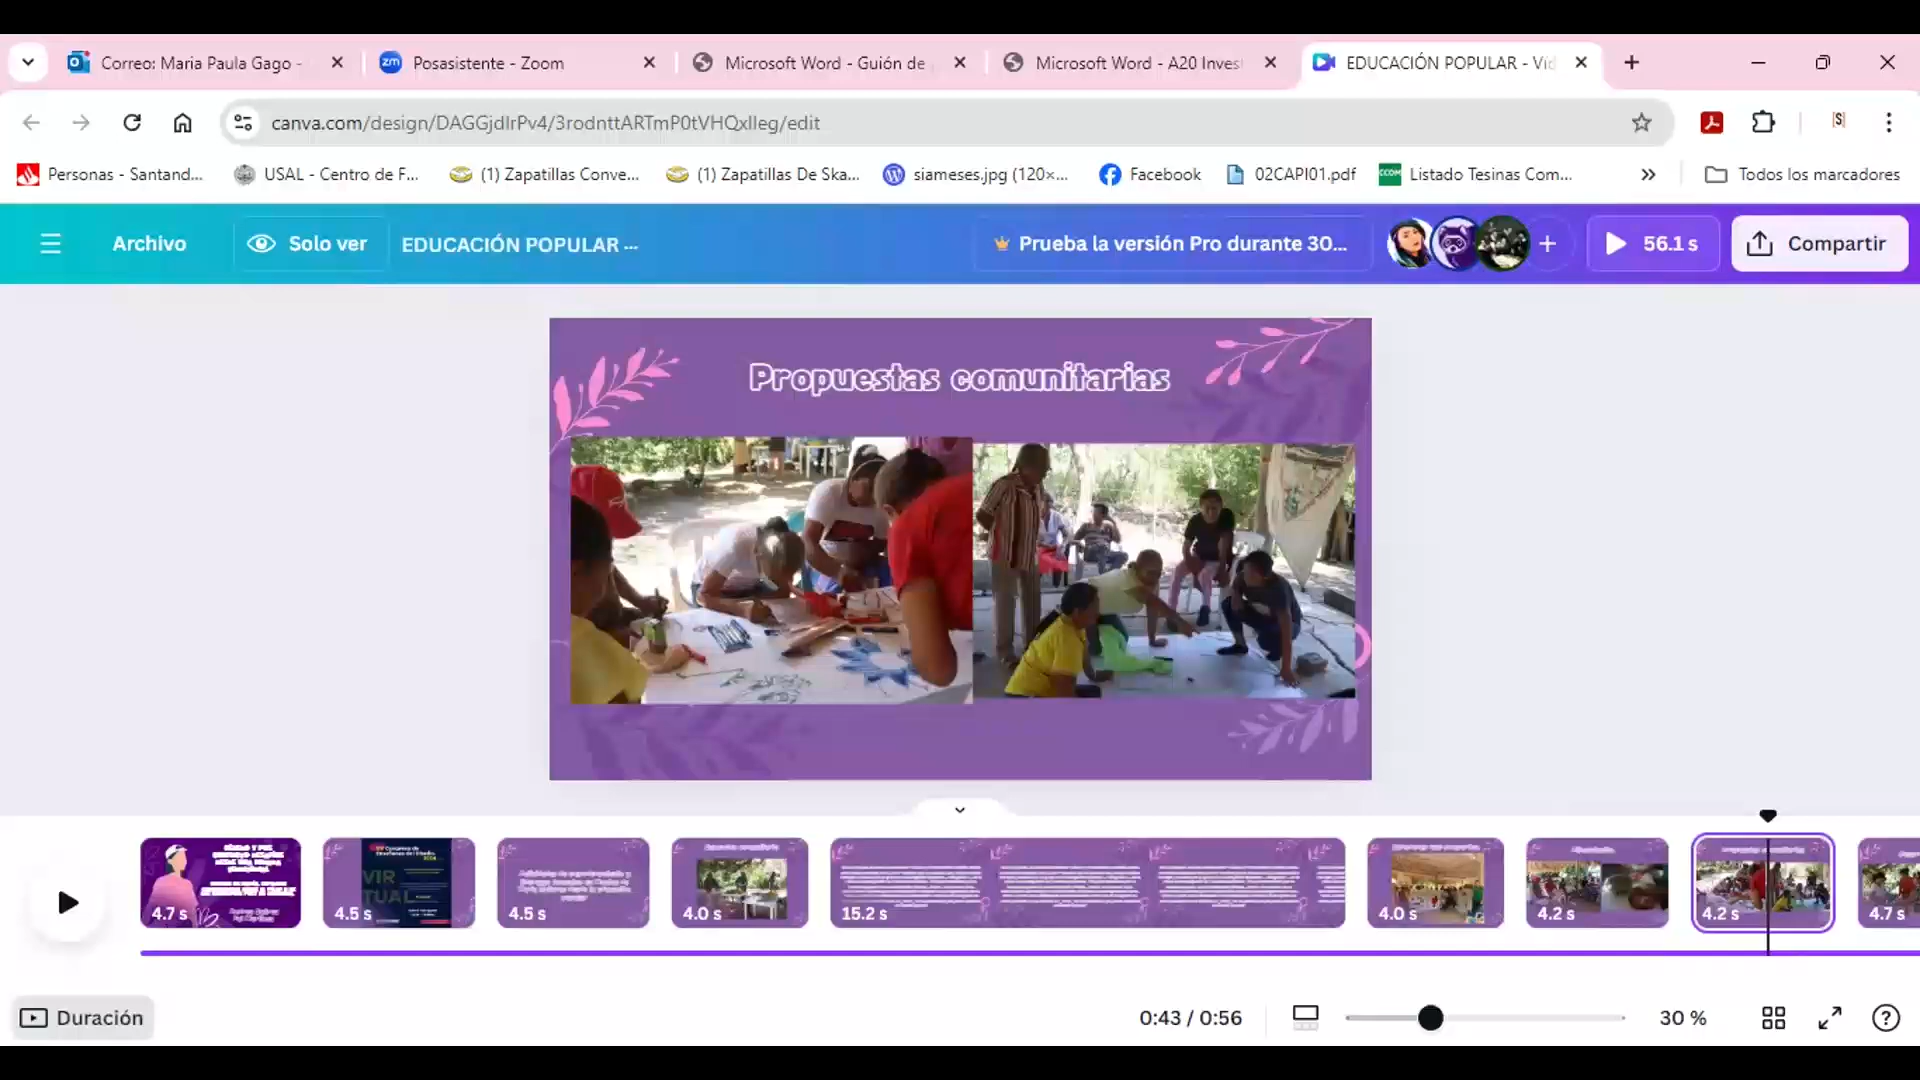 Correo: Maria Paula Gago -
Posasistente - Zoom
Microsoft Word - Guión de
Microsoft Word - A20 Inves
EDUCACIÓN POPULAR - Vid
canva.com/design/DAGGjdlrPv4/3rodnttARTmP0tVHQxlleg/edit
Personas - Santand...
USAL - Centro de F...
(1) Zapatillas Conve...
(1) Zapatillas De Ska...
siameses.jpg (120×...
Facebook
02CAPI01.pdf
Listado Tesinas Com...
Todos los marcadores
Archivo
Solo ver
EDUCACIÓN POPULAR ...
Prueba la versión Pro durante 30...
56.1 s
Compartir
Propuestas comunitarias
4.7 s
4.5 s
4.5 s
4.0 s
15.2 s
4.0 s
4.2 s
4.2 s
4.7 s
Duración
0:43 / 0:56
30 %